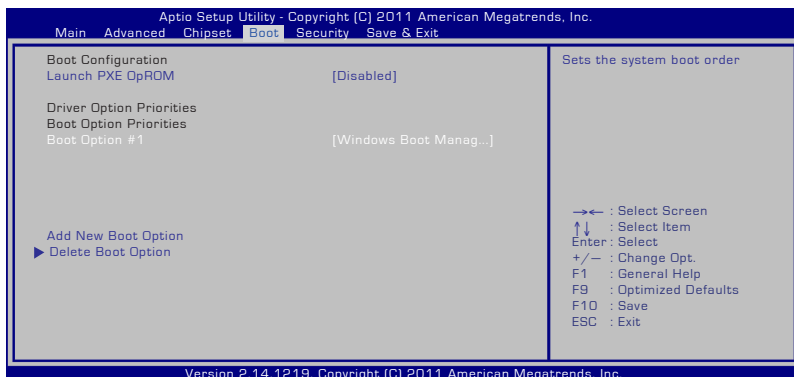 Aptio Setup Utility - Copyright (C) 2011 American Megatrends, Inc.
Main Advanced Chipset Boot Security Save & Exit
Boot Configuration
Launch PXE OpROM [Disabled]
Driver Option Priorities
Boot Option Priorities
Boot Option #1 [Windows Boot Manag...]
Add New Boot Option
Delete Boot Option
Sets the system boot order
→← : Select Screen
↑↓ : Select Item
Enter : Select
+/— : Change Opt.
F1 : General Help
F9 : Optimized Defaults
F10 : Save
ESC : Exit
Version 2.14.1219. Copyright (C) 2011 American Megatrends, Inc.